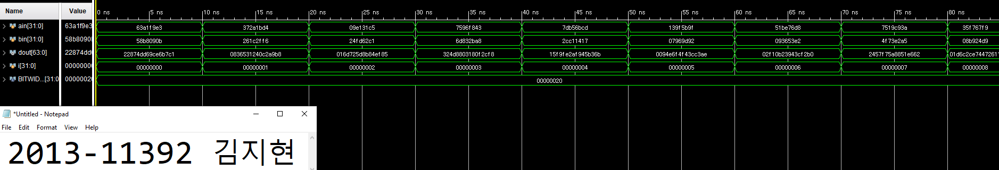 Name Value 0 ns 5 ns 10 ns 15 ns 20 ns 25 ns 30 ns 35 ns 40 ns 45 ns 50 ns 55 ns 60 ns 65 ns 70 ns 75 ns 80 ns
ain[31:0] 63a1f9e3 63a1f9e3 372a1bd4 09e131c5 7596f843 7db56bcd 139f5b9f 51be76d8 7519c93a 35f767f9
bin[31:0] 58b8090b 58b8090b 261c2ff6 24fd62c1 6d832ba8 2cc11417 07969d92 093653e2 4f73e2a5 08b924d9
dout[63:0] 22874dd6 22874dd69ce6b7c1 0836531240c2a9b8 016d725d8b84ef85 324d8803180f2cf8 15f9fe2af945b36b 0094e6f4f43cc3ae 02f10b23943cf2b0 2457f75a8851e662 01d6c2ce74472611
i[31:0] 00000000 00000000 00000001 00000002 00000003 00000004 00000005 00000006 00000007 00000008
BITWID...[31:0 00000020 00000020
*Untitled - Notepad
File Edit Format View Help
2013-11392 김지현